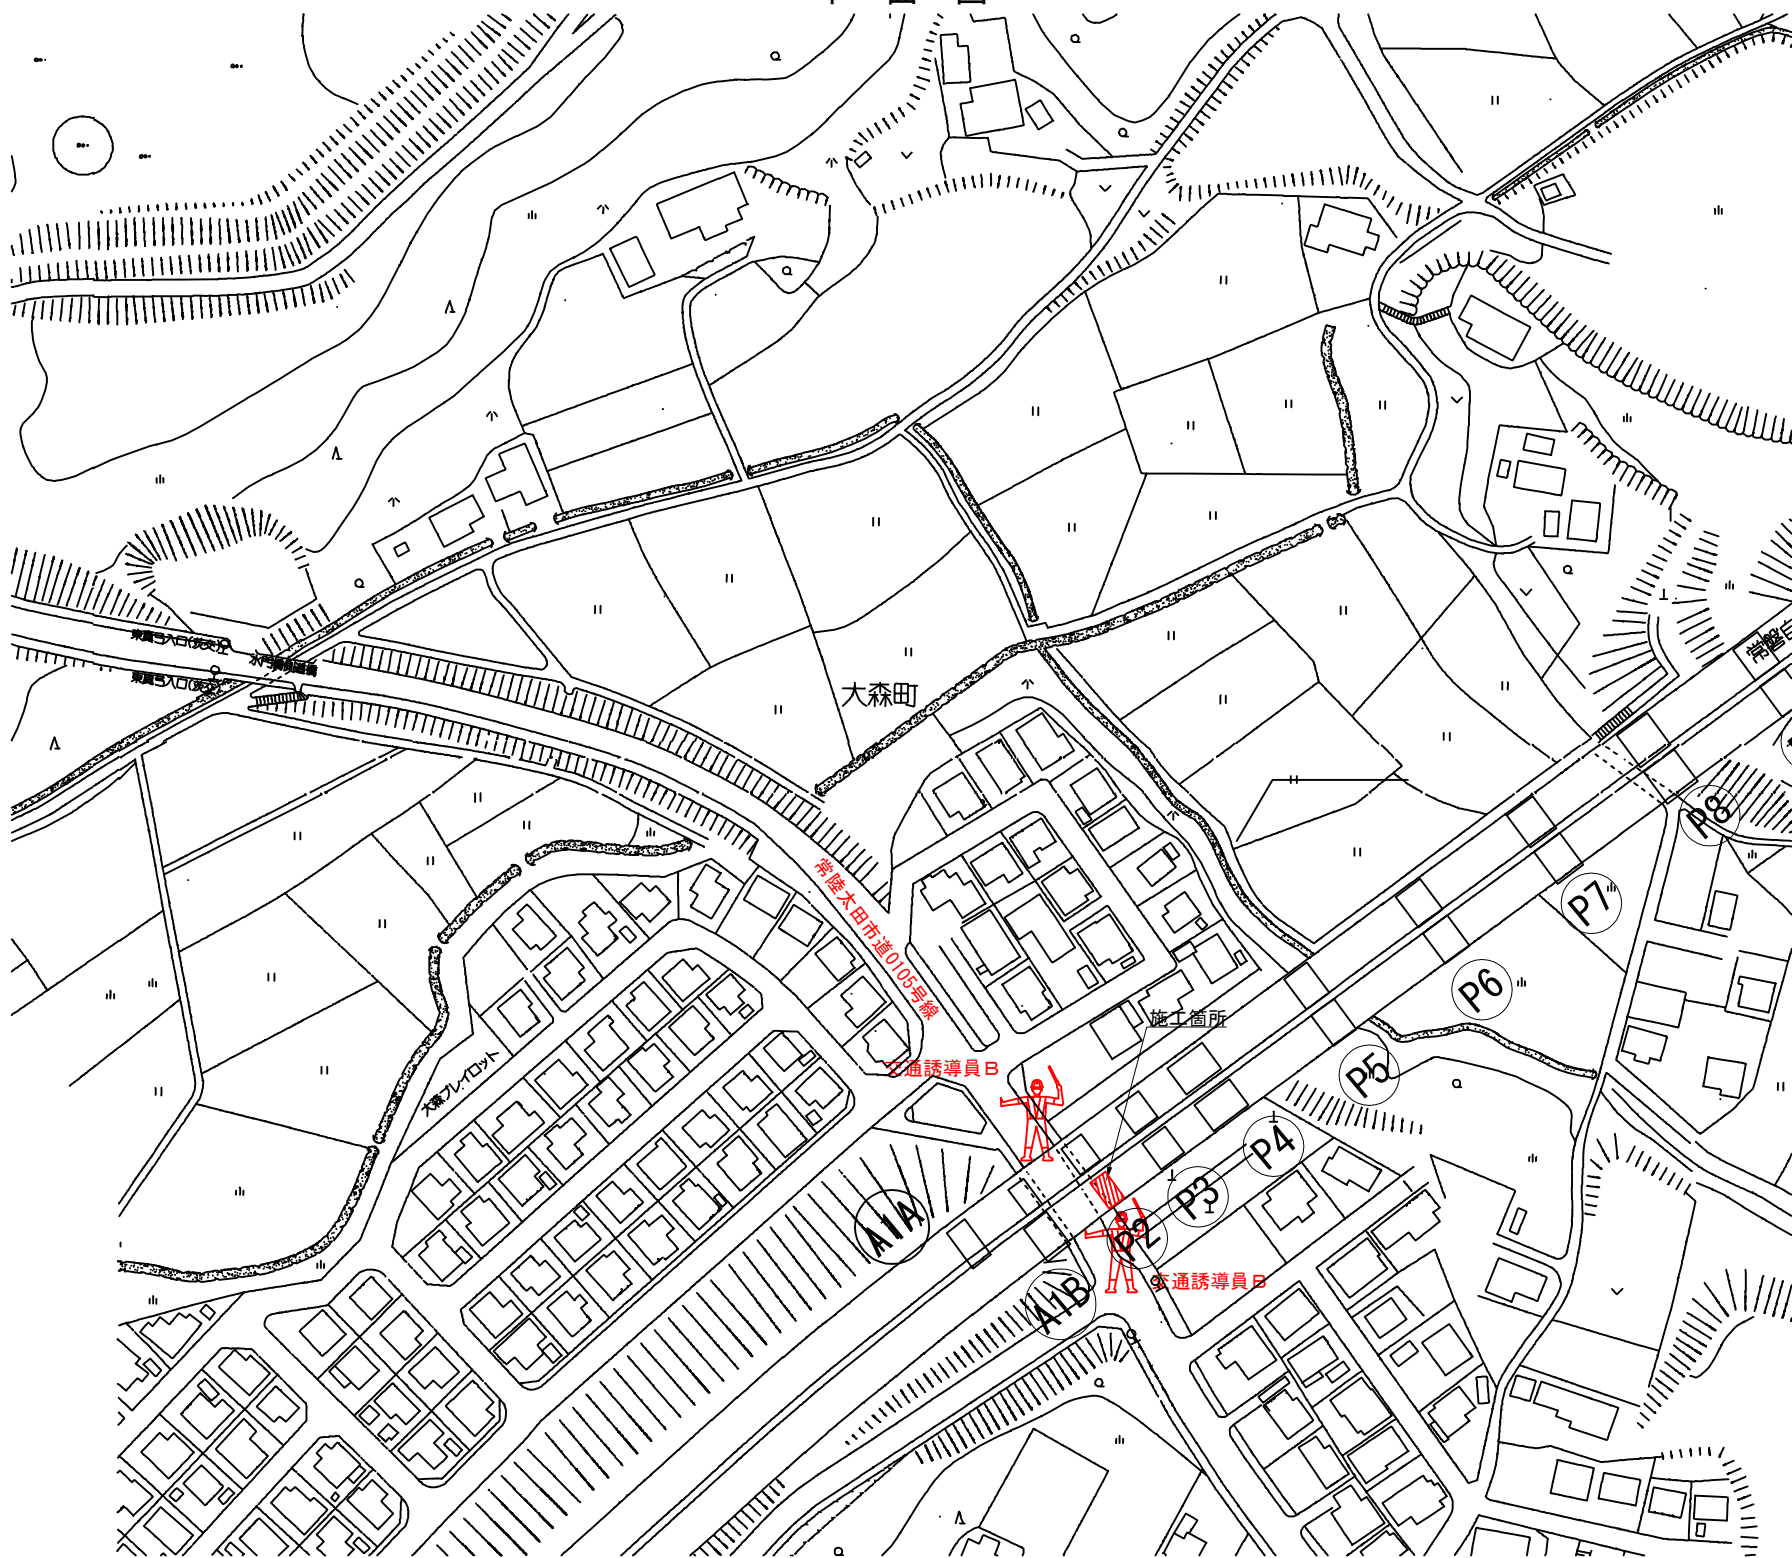 大森町
常陸太田市道0105号線
施工箇所
交通誘導員B
大森プレイロット
P8
P7
P6
P5
P4
P3
P2
A1A
A1B
交通誘導員B